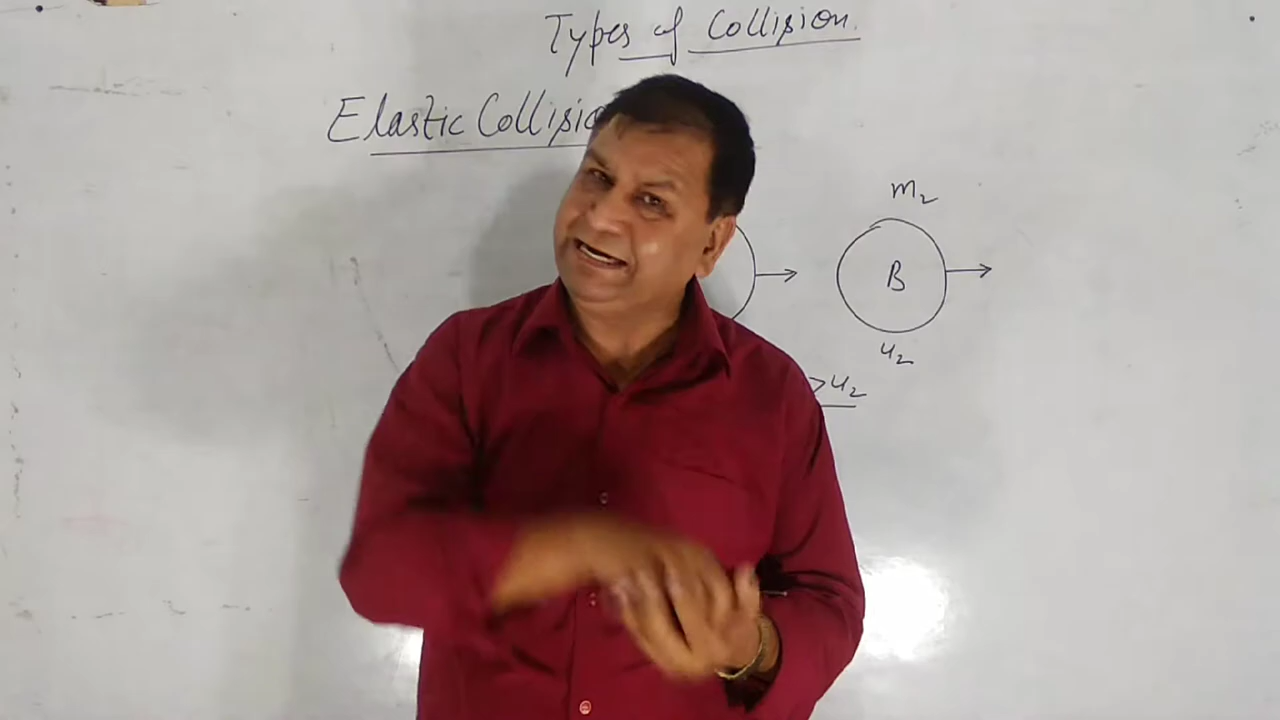 Types of Collision.
Elastic Collisio
m₂
B
u₂
>u₂